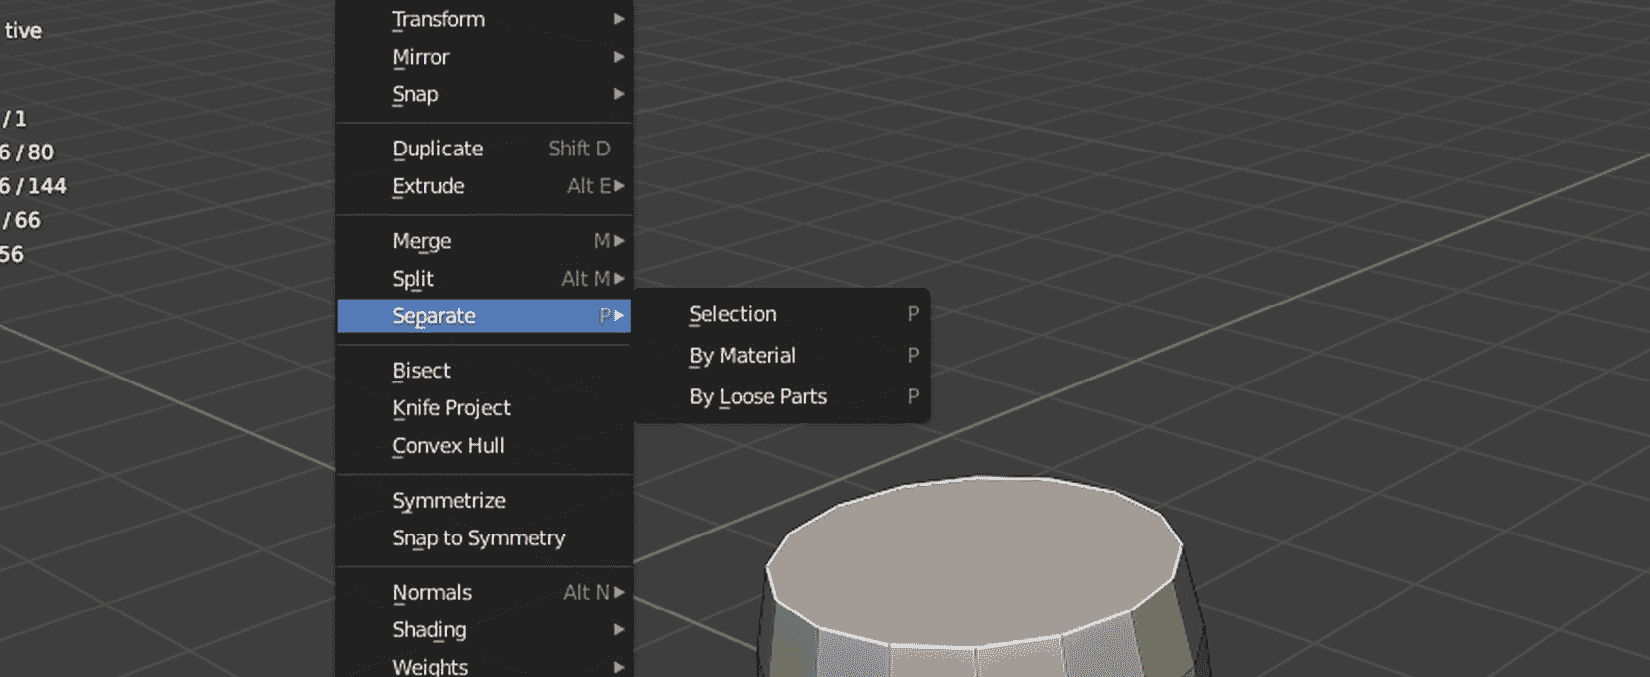 tive
/ 1
6 / 80
6 / 144
/ 66
56
Transform
Mirror
Snap
Duplicate Shift D
Extrude Alt E
Merge M
Split Alt M
Separate P
Selection P
By Material P
By Loose Parts P
Bisect
Knife Project
Convex Hull
Symmetrize
Snap to Symmetry
Normals Alt N
Shading
Weights